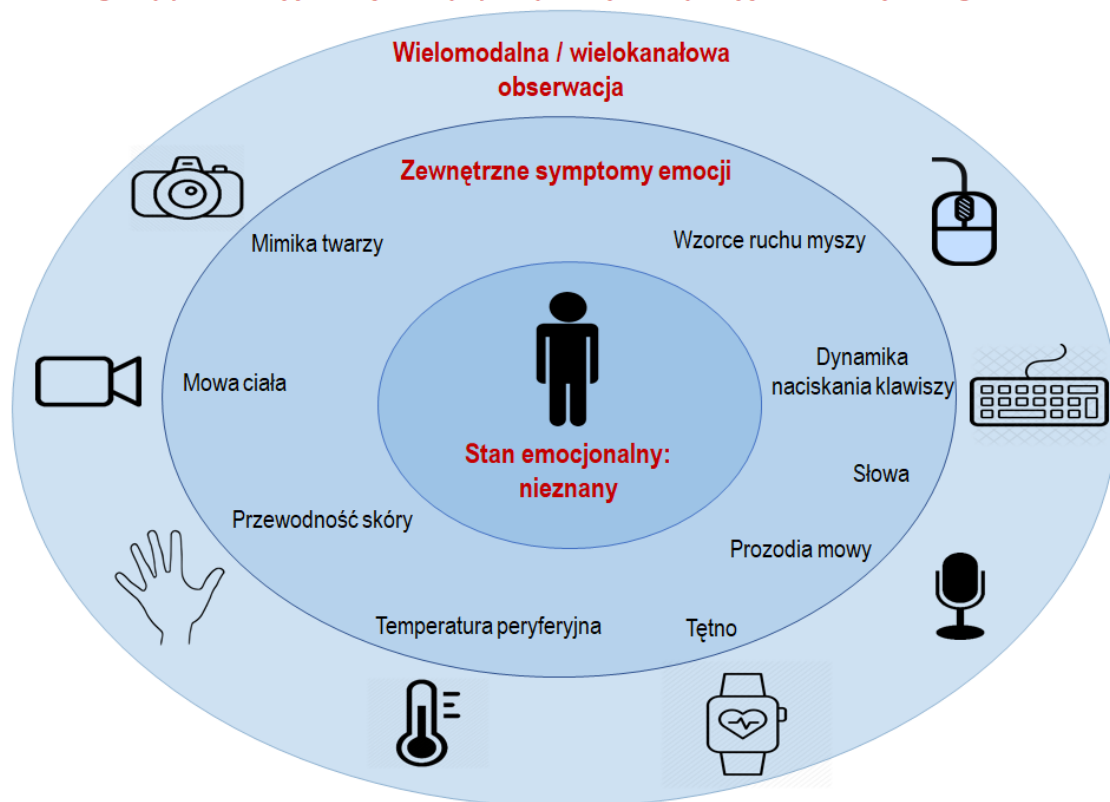 Wielomodalna / wielokanałowa
obserwacja
Zewnętrzne symptomy emocji
Mimika twarzy
Wzorce ruchu myszy
Mowa ciała
Dynamika
naciskania klawiszy
Stan emocjonalny:
nieznany
Słowa
Przewodność skóry
Prozodia mowy
Temperatura peryferyjna
Tętno